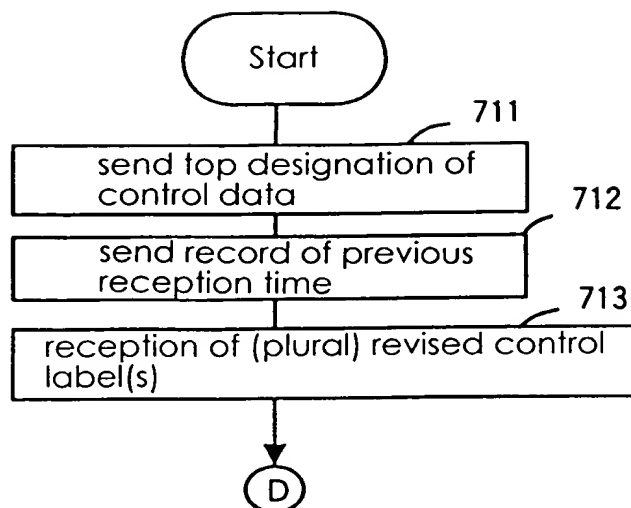 Start
711
send top designation of
control data
712
send record of previous
reception time
713
reception of (plural) revised control
label(s)
D